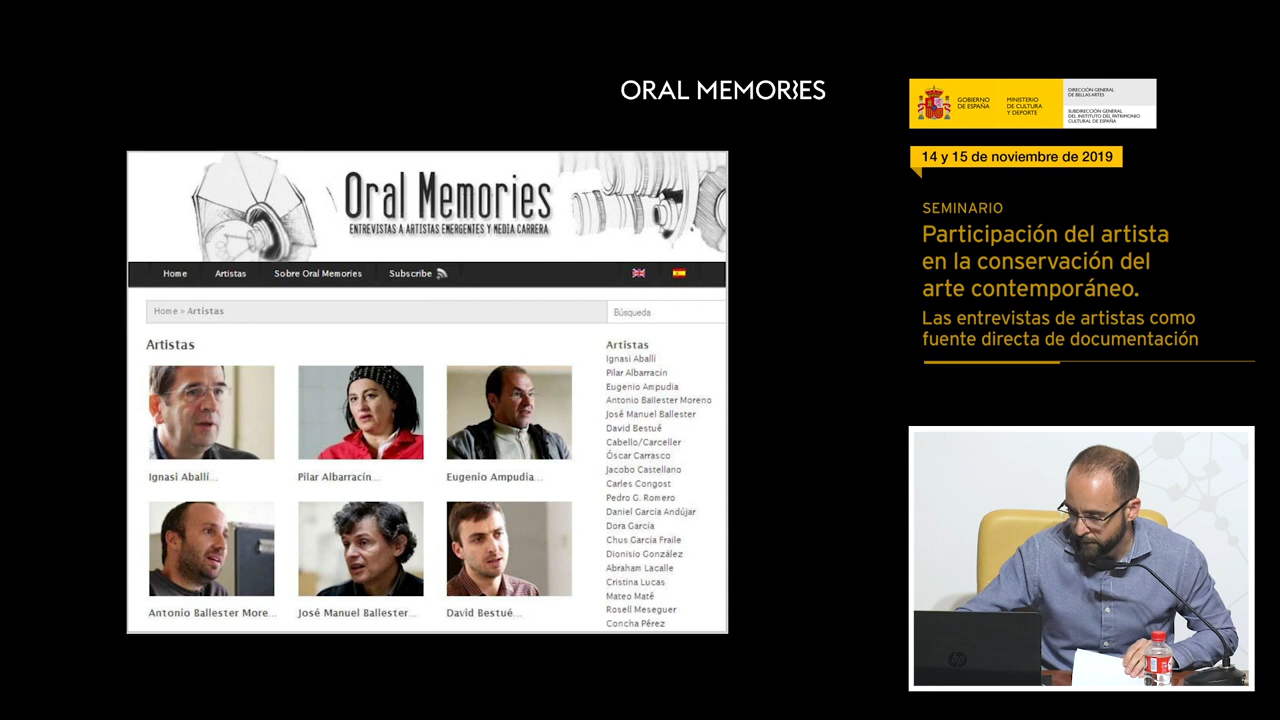 ORAL MEMORIES
Oral Memories
ENTREVISTAS A ARTISTAS EMERGENTES Y MEDIA CARRERA
Home Artistas Sobre Oral Memories Subscribe
Home » Artistas
Búsqueda
Artistas
Ignasi Aballí...
Pilar Albarracín...
Eugenio Ampudia...
Antonio Ballester More...
José Manuel Ballester...
David Bestué...
Artistas
Ignasi Aballí
Pilar Albarracín
Eugenio Ampudia
Antonio Ballester Moreno
José Manuel Ballester
David Bestué
Cabello/Carceller
Óscar Carrasco
Jacobo Castellano
Carles Congost
Pedro G. Romero
Daniel García Andújar
Dora García
Chus García Fraile
Dionisio González
Abraham Lacalle
Cristina Lucas
Mateo Maté
Rosell Meseguer
Concha Pérez
GOBIERNO
DE ESPAÑA
MINISTERIO
DE CULTURA
Y DEPORTE
DIRECCIÓN GENERAL
DE BELLAS ARTES
SUBDIRECCIÓN GENERAL
DEL INSTITUTO DEL PATRIMONIO
CULTURAL DE ESPAÑA
14 y 15 de noviembre de 2019
SEMINARIO
Participación del artista
en la conservación del
arte contemporáneo.
Las entrevistas de artistas como
fuente directa de documentación
hp